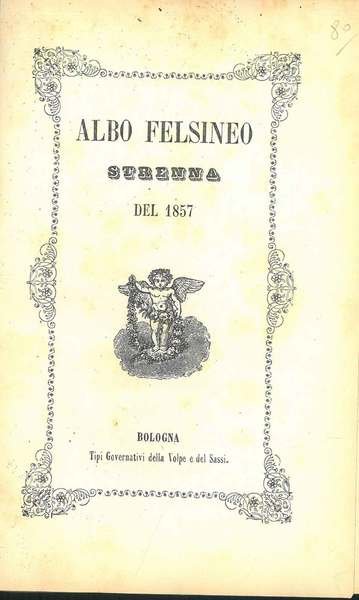 80
ALBO FELSINEO
STRENNA
DEL 1857
BOLOGNA
Tipi Governativi della Volpe e del Sassi.